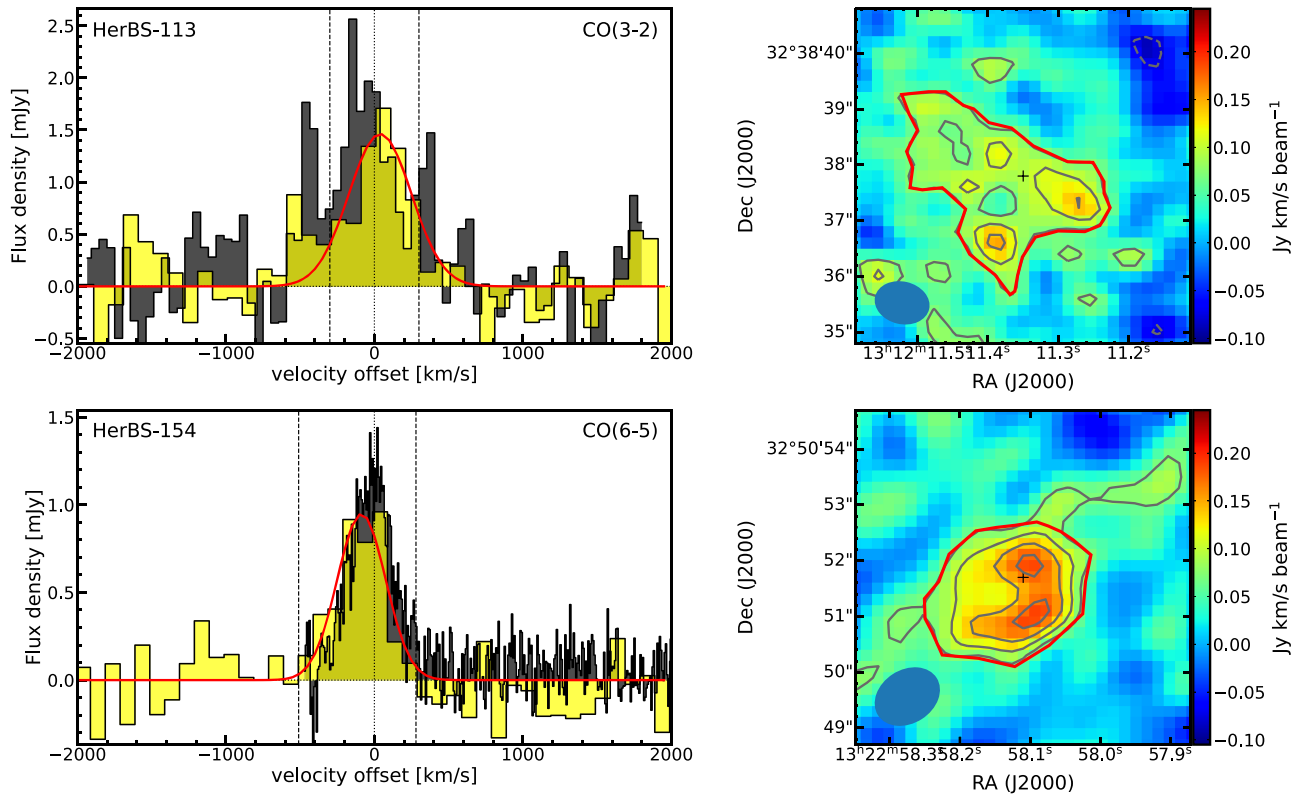 HerBS-113 CO(3-2)
2.5
2.0
1.5
1.0
0.5
0.0
−0.5
Flux density [mJy]
−2000 −1000 0 1000 2000
velocity offset [km/s]
32°38'40"
39"
38"
37"
36"
35"
Dec (J2000)
13ʰ12ᵐ11.5ˢ 11.4ˢ 11.3ˢ 11.2ˢ
RA (J2000)
0.20
0.15
0.10
0.05
0.00
−0.05
−0.10
Jy km/s beam⁻¹
HerBS-154 CO(6-5)
1.5
1.0
0.5
0.0
Flux density [mJy]
−2000 −1000 0 1000 2000
velocity offset [km/s]
32°50'54"
53"
52"
51"
50"
49"
Dec (J2000)
13ʰ22ᵐ58.3ˢ 58.2ˢ 58.1ˢ 58.0ˢ 57.9ˢ
RA (J2000)
0.20
0.15
0.10
0.05
0.00
−0.05
−0.10
Jy km/s beam⁻¹